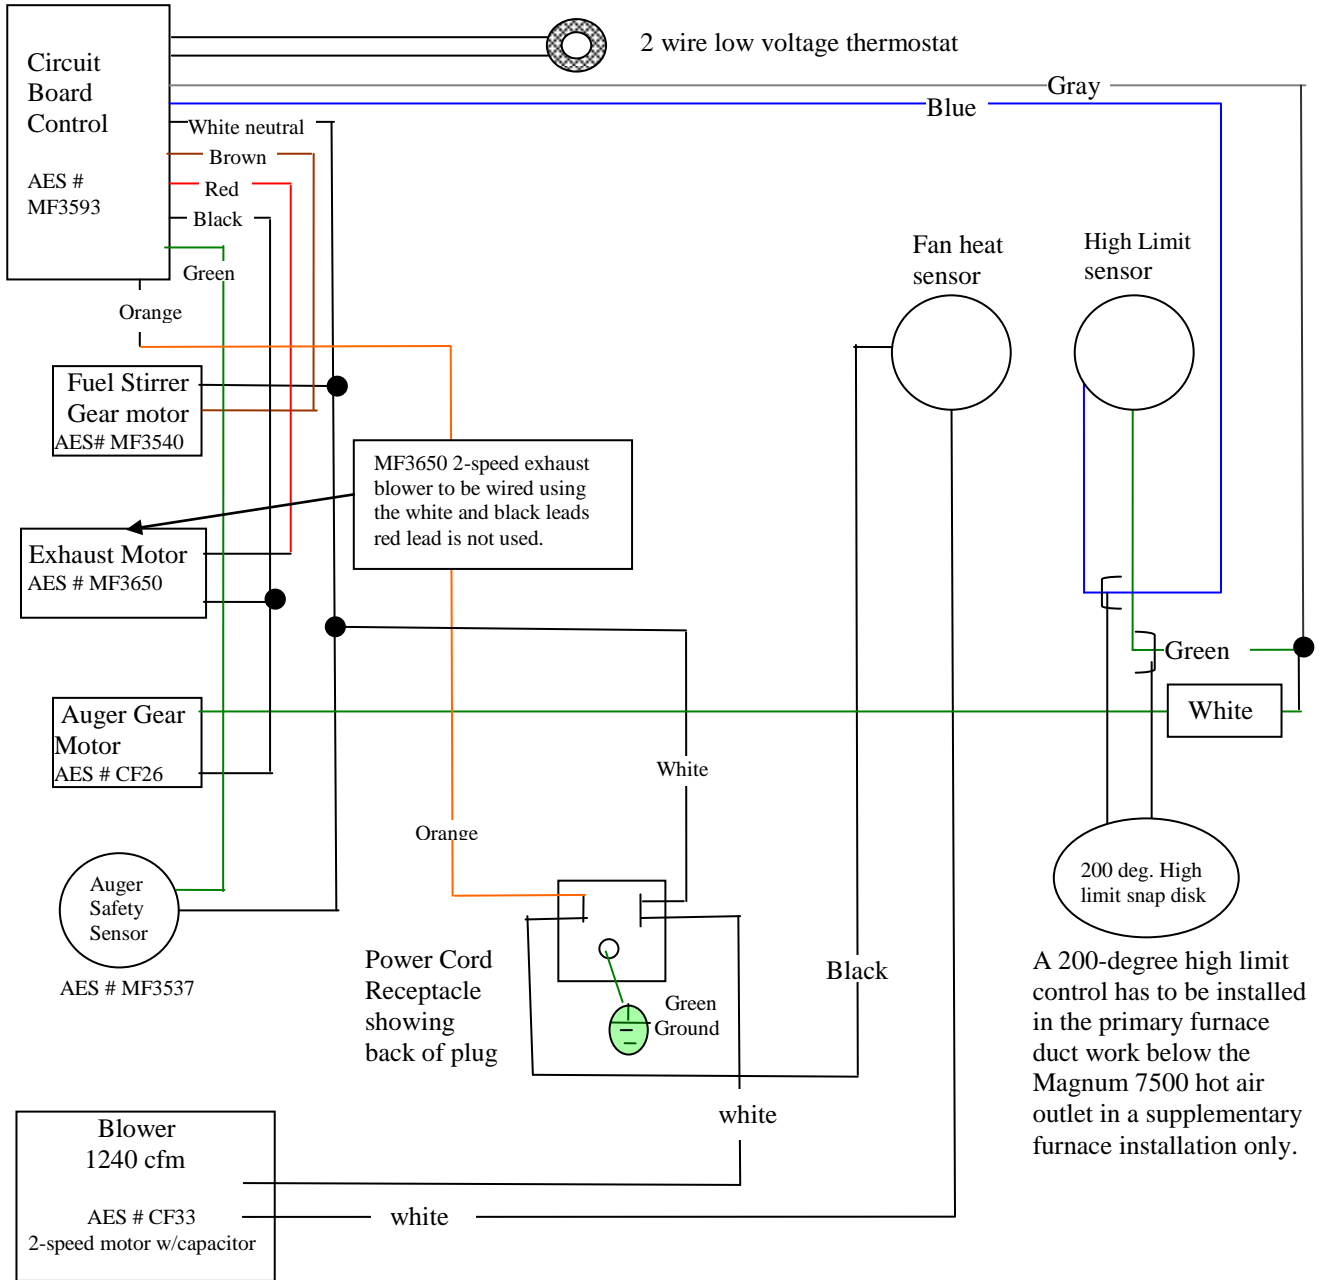 Circuit
Board
Control
AES #
MF3593
2 wire low voltage thermostat
Gray
Blue
White neutral
Brown
Red
Black
Green
Orange
Fan heat
sensor
High Limit
sensor
Fuel Stirrer
Gear motor
AES# MF3540
MF3650 2-speed exhaust
blower to be wired using
the white and black leads
red lead is not used.
Exhaust Motor
AES # MF3650
Green
White
Auger Gear
Motor
AES # CF26
White
Orange
Auger
Safety
Sensor
AES # MF3537
200 deg. High
limit snap disk
Power Cord
Receptacle
showing
back of plug
Green
Ground
Black
A 200-degree high limit
control has to be installed
in the primary furnace
duct work below the
Magnum 7500 hot air
outlet in a supplementary
furnace installation only.
white
Blower
1240 cfm
AES # CF33
2-speed motor w/capacitor
white